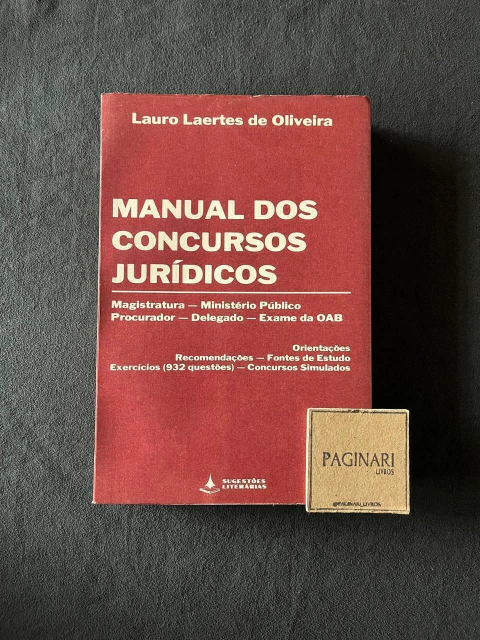 Lauro Laertes de Oliveira
MANUAL DOS
CONCURSOS
JURÍDICOS
Magistratura — Ministério Público
Procurador — Delegado — Exame da OAB
Orientações
Recomendações — Fontes de Estudo
Exercícios (932 questões) — Concursos Simulados
SUGESTÕES
LITERÁRIAS
PAGINARI
LIVROS
@PAGINARI_LIVROS